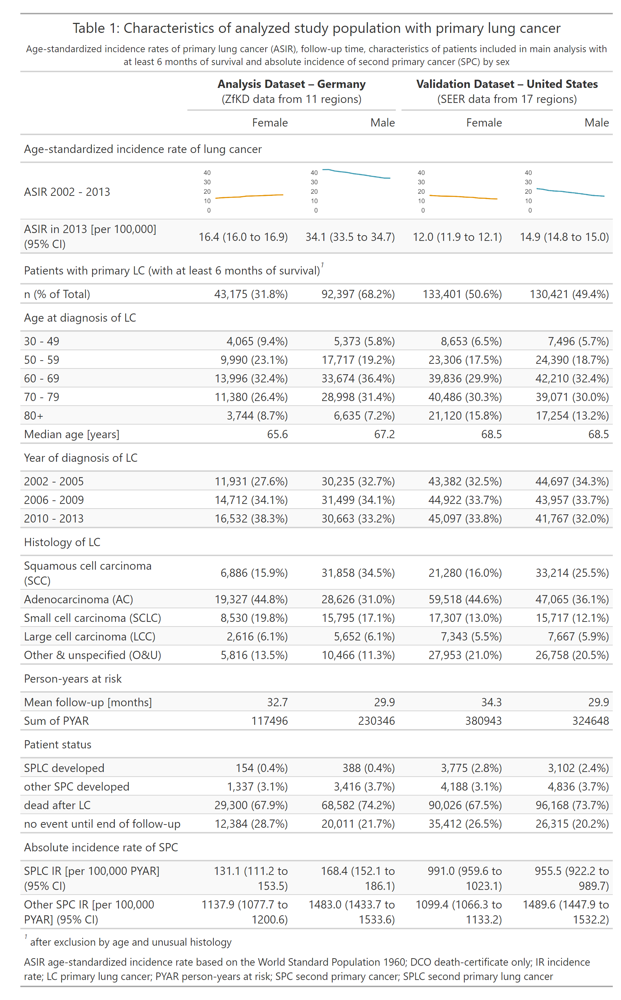 Table 1: Characteristics of analyzed study population with primary lung cancer
Age-standardized incidence rates of primary lung cancer (ASIR), follow-up time, characteristics of patients included in main analysis with
at least 6 months of survival and absolute incidence of second primary cancer (SPC) by sex
Analysis Dataset – Germany Validation Dataset – United States
(ZfKD data from 11 regions) (SEER data from 17 regions)
Female Male Female Male
Age-standardized incidence rate of lung cancer
ASIR 2002 - 2013
40 40 40 40
30 30 30 30
20 20 20 20
10 10 10 10
0 0 0 0
ASIR in 2013 [per 100,000]
(95% CI) 16.4 (16.0 to 16.9) 34.1 (33.5 to 34.7) 12.0 (11.9 to 12.1) 14.9 (14.8 to 15.0)
Patients with primary LC (with at least 6 months of survival)1
n (% of Total) 43,175 (31.8%) 92,397 (68.2%) 133,401 (50.6%) 130,421 (49.4%)
Age at diagnosis of LC
30 - 49 4,065 (9.4%) 5,373 (5.8%) 8,653 (6.5%) 7,496 (5.7%)
50 - 59 9,990 (23.1%) 17,717 (19.2%) 23,306 (17.5%) 24,390 (18.7%)
60 - 69 13,996 (32.4%) 33,674 (36.4%) 39,836 (29.9%) 42,210 (32.4%)
70 - 79 11,380 (26.4%) 28,998 (31.4%) 40,486 (30.3%) 39,071 (30.0%)
80+ 3,744 (8.7%) 6,635 (7.2%) 21,120 (15.8%) 17,254 (13.2%)
Median age [years] 65.6 67.2 68.5 68.5
Year of diagnosis of LC
2002 - 2005 11,931 (27.6%) 30,235 (32.7%) 43,382 (32.5%) 44,697 (34.3%)
2006 - 2009 14,712 (34.1%) 31,499 (34.1%) 44,922 (33.7%) 43,957 (33.7%)
2010 - 2013 16,532 (38.3%) 30,663 (33.2%) 45,097 (33.8%) 41,767 (32.0%)
Histology of LC
Squamous cell carcinoma
(SCC) 6,886 (15.9%) 31,858 (34.5%) 21,280 (16.0%) 33,214 (25.5%)
Adenocarcinoma (AC) 19,327 (44.8%) 28,626 (31.0%) 59,518 (44.6%) 47,065 (36.1%)
Small cell carcinoma (SCLC) 8,530 (19.8%) 15,795 (17.1%) 17,307 (13.0%) 15,717 (12.1%)
Large cell carcinoma (LCC) 2,616 (6.1%) 5,652 (6.1%) 7,343 (5.5%) 7,667 (5.9%)
Other & unspecified (O&U) 5,816 (13.5%) 10,466 (11.3%) 27,953 (21.0%) 26,758 (20.5%)
Person-years at risk
Mean follow-up [months] 32.7 29.9 34.3 29.9
Sum of PYAR 117496 230346 380943 324648
Patient status
SPLC developed 154 (0.4%) 388 (0.4%) 3,775 (2.8%) 3,102 (2.4%)
other SPC developed 1,337 (3.1%) 3,416 (3.7%) 4,188 (3.1%) 4,836 (3.7%)
dead after LC 29,300 (67.9%) 68,582 (74.2%) 90,026 (67.5%) 96,168 (73.7%)
no event until end of follow-up 12,384 (28.7%) 20,011 (21.7%) 35,412 (26.5%) 26,315 (20.2%)
Absolute incidence rate of SPC
SPLC IR [per 100,000 PYAR] 131.1 (111.2 to 168.4 (152.1 to 991.0 (959.6 to 955.5 (922.2 to
(95% CI) 153.5) 186.1) 1023.1) 989.7)
Other SPC IR [per 100,000 1137.9 (1077.7 to 1483.0 (1433.7 to 1099.4 (1066.3 to 1489.6 (1447.9 to
PYAR] (95% CI) 1200.6) 1533.6) 1133.2) 1532.2)
1 after exclusion by age and unusual histology
ASIR age-standardized incidence rate based on the World Standard Population 1960; DCO death-certificate only; IR incidence
rate; LC primary lung cancer; PYAR person-years at risk; SPC second primary cancer; SPLC second primary lung cancer